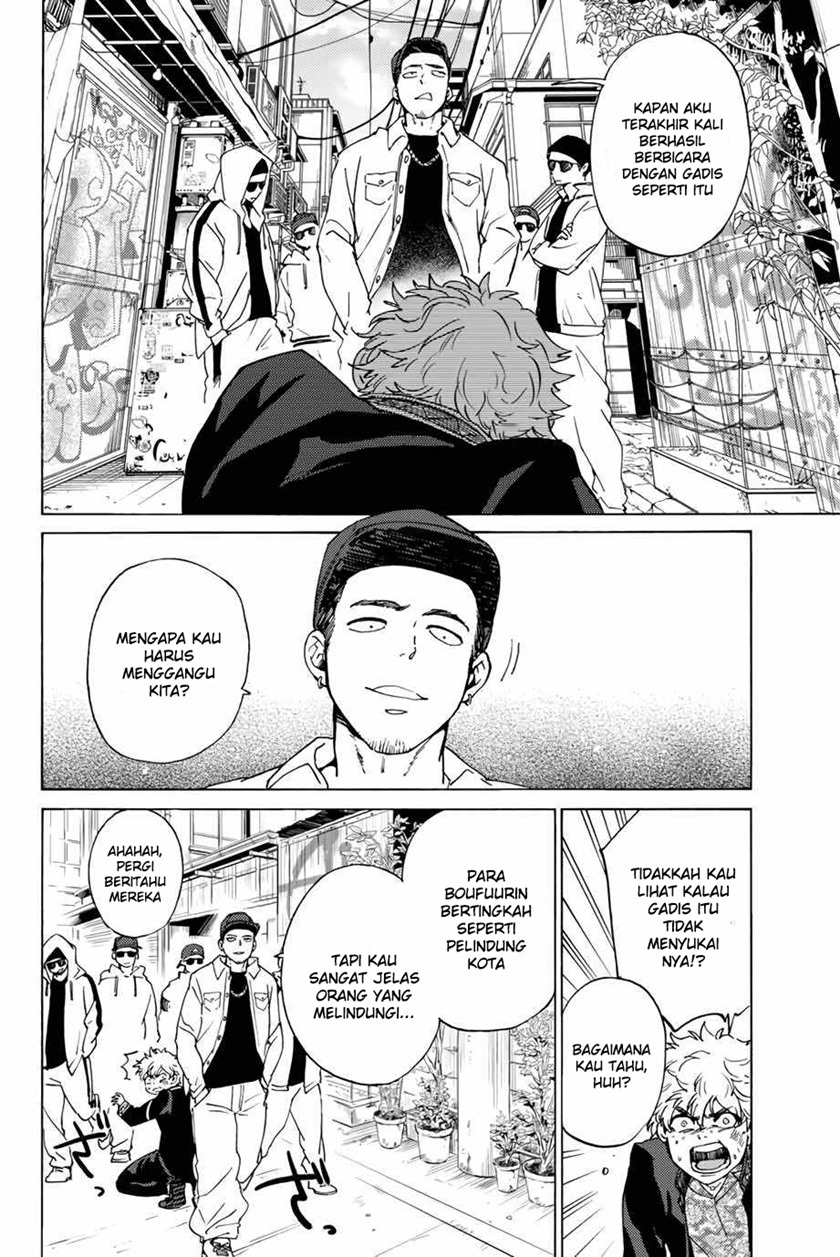 KAPAN AKU
TERAKHIR KALI
BERHASIL
BERBICARA
DENGAN GADIS
SEPERTI ITU
MENGAPA KAU
HARUS
MENGGANGU
KITA?
TIDAKKAH KAU
LIHAT KALAU
GADIS ITU
TIDAK
MENYUKAI
NYA!?
BAGAIMANA
KAU TAHU,
HUH?
PARA
BOUFUURIN
BERTINGKAH
SEPERTI
PELINDUNG
KOTA
TAPI KAU
SANGAT JELAS
ORANG YANG
MELINDUNGI...
AHAHAH,
PERGI
BERITAHU
MEREKA